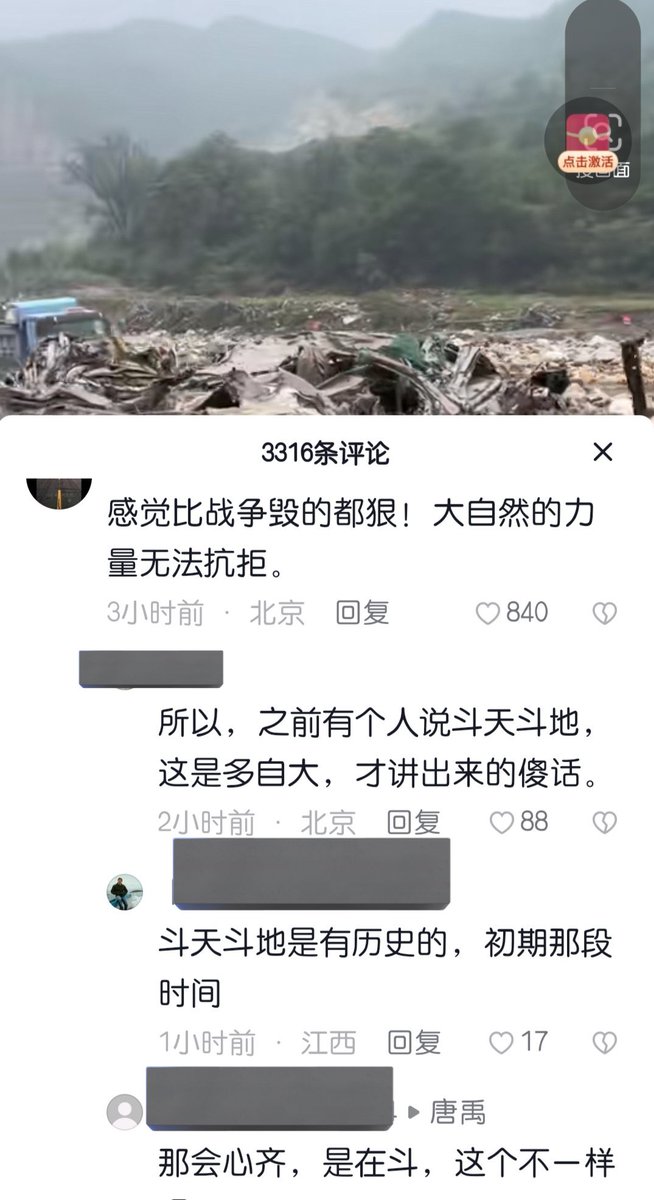 点击激活
面
3316条评论
感觉比战争毁的都狠！大自然的力
量无法抗拒。
3小时前 · 北京 回复 840
所以，之前有个人说斗天斗地，
这是多自大，才讲出来的傻话。
2小时前 · 北京 回复 88
斗天斗地是有历史的，初期那段
时间
1小时前 · 江西 回复 17
唐禹
那会心齐，是在斗，这个不一样